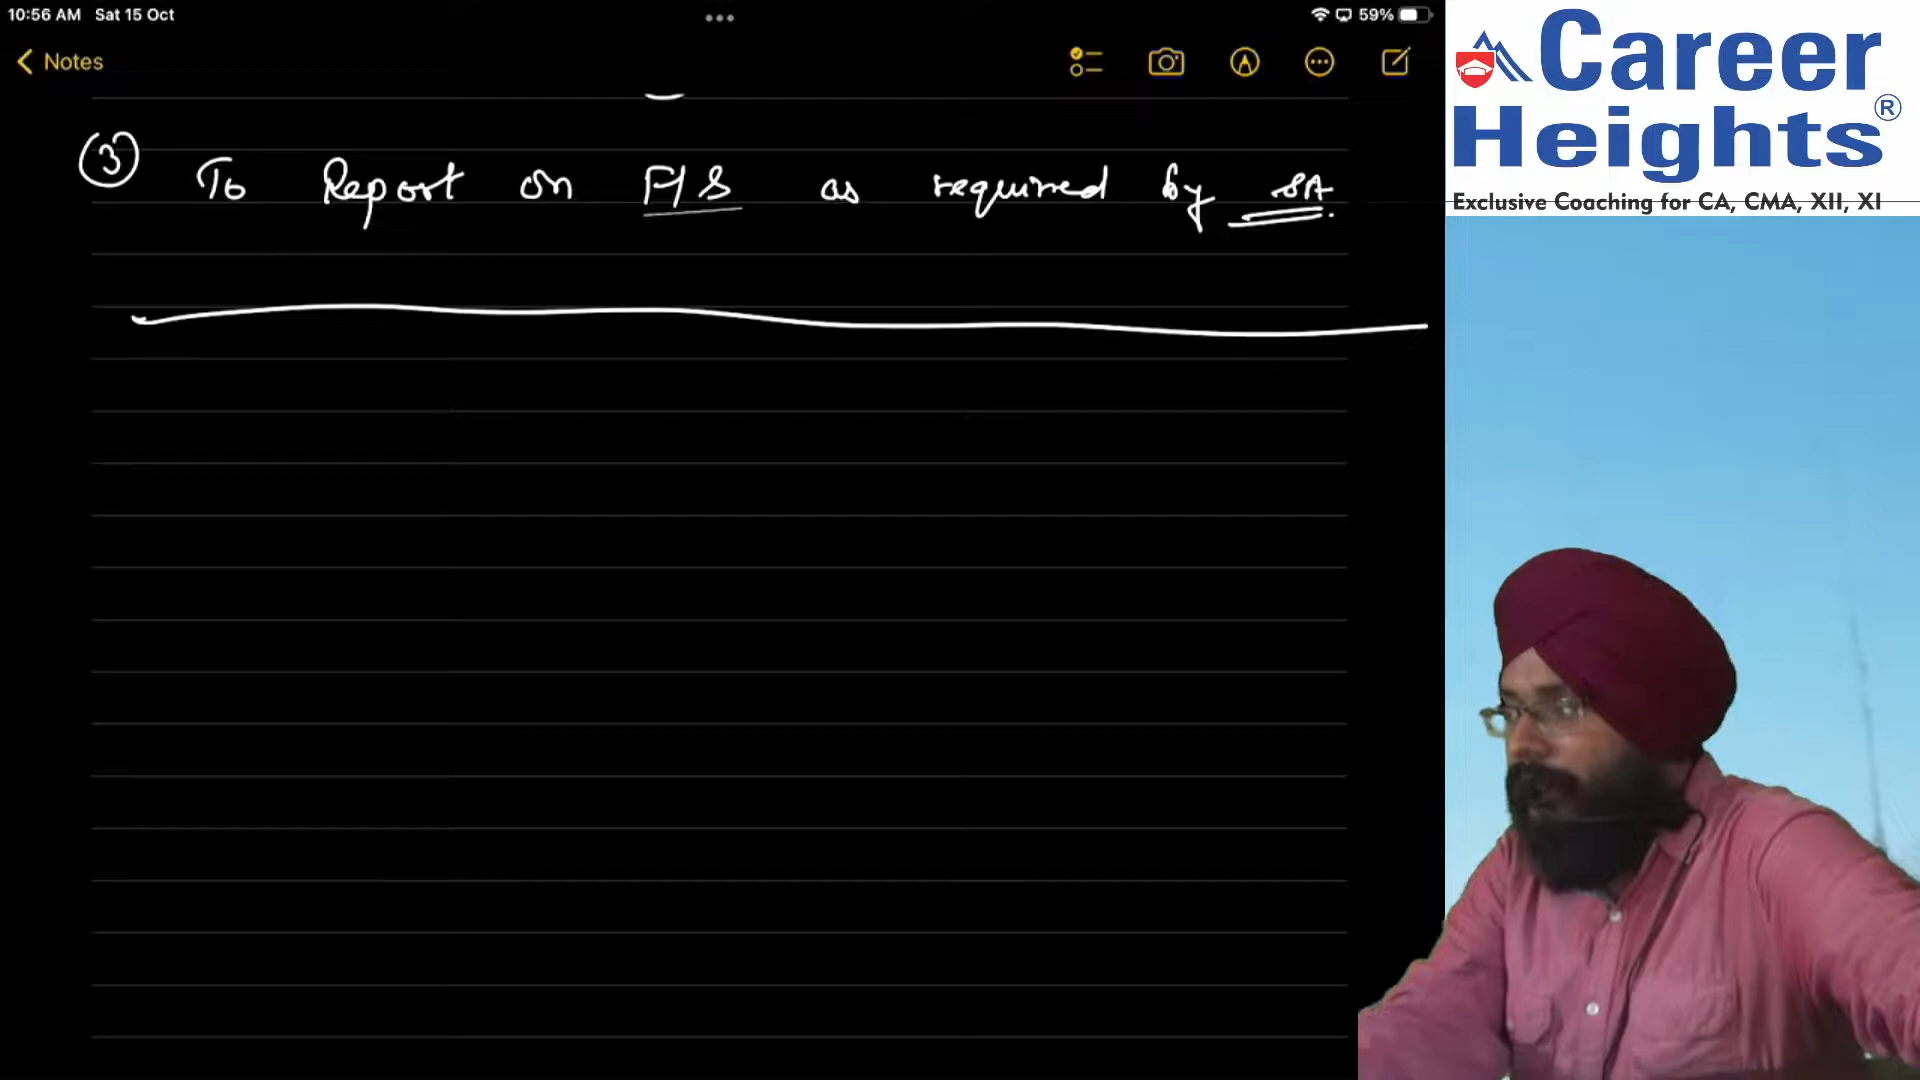 10:56 AM Sat 15 Oct
59%
Notes
3 To Report on F/S as required by SA.
Career
Heights®
Exclusive Coaching for CA, CMA, XII, XI